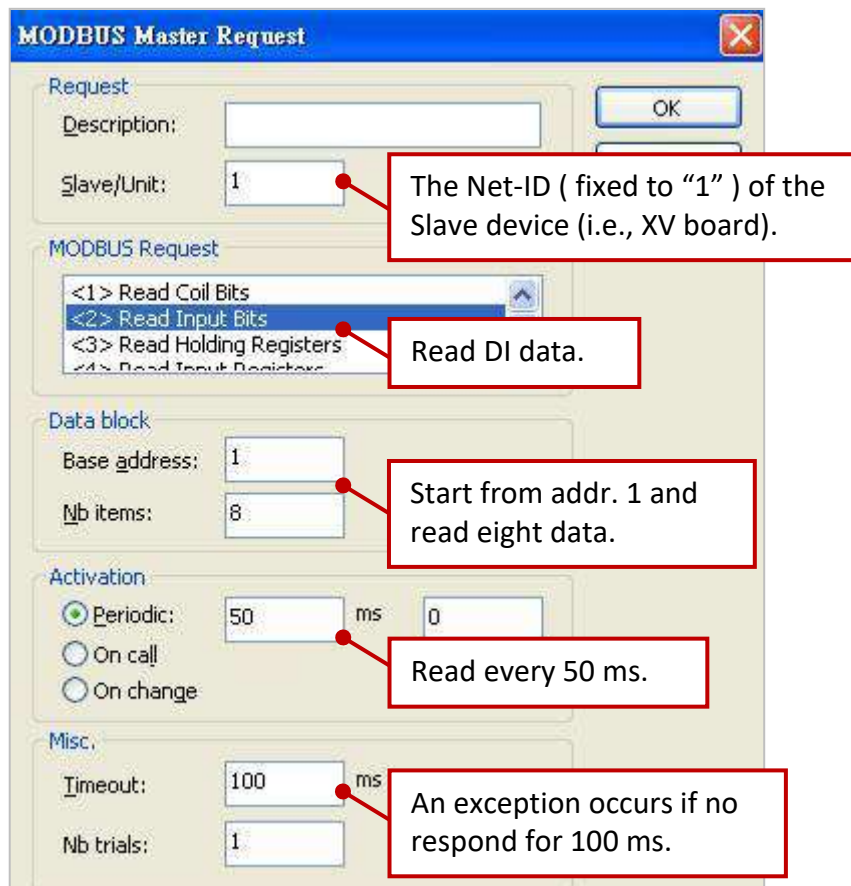 MODBUS Master Request
Request
Description:
OK
Slave/Unit:
1
The Net-ID ( fixed to “1” ) of the
Slave device (i.e., XV board).
MODBUS Request
<1> Read Coil Bits
<2> Read Input Bits
<3> Read Holding Registers
<4> Read Input Registers
Read DI data.
Data block
Base address:
1
Nb items:
8
Start from addr. 1 and
read eight data.
Activation
Periodic:
50
ms
0
On call
On change
Read every 50 ms.
Misc.
Timeout:
100
ms
Nb trials:
1
An exception occurs if no
respond for 100 ms.